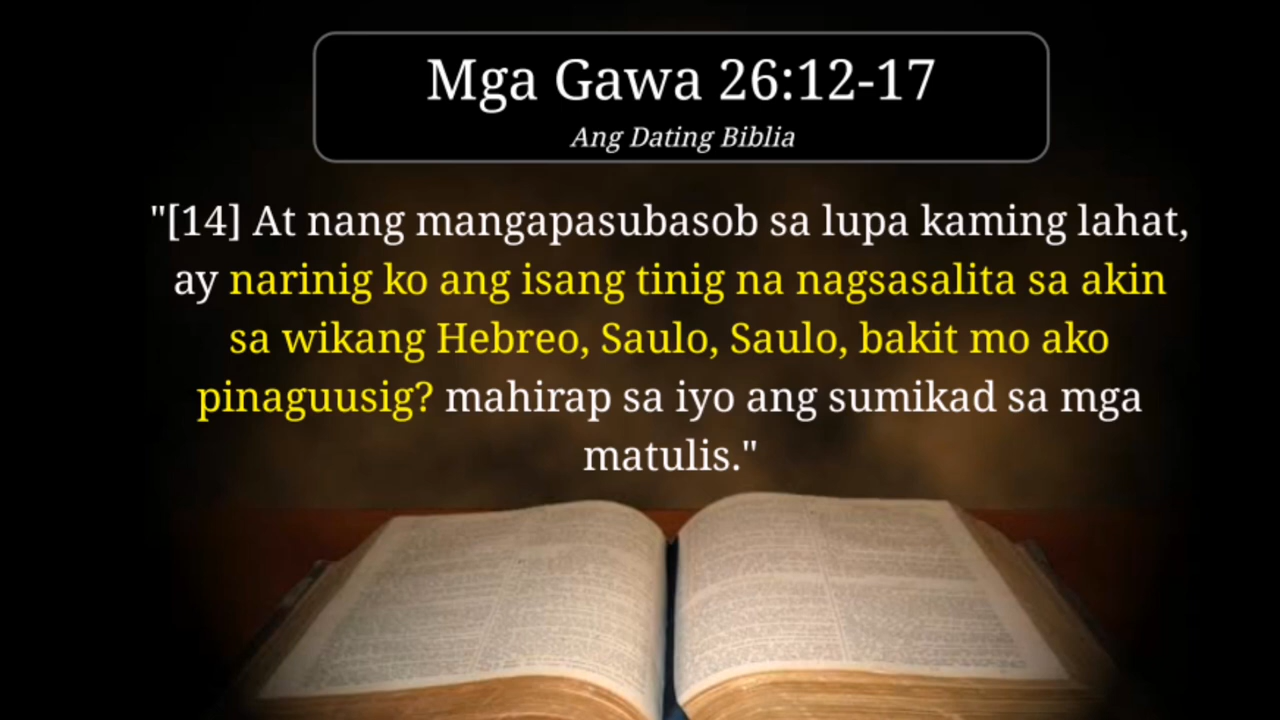 Mga Gawa 26:12-17
Ang Dating Biblia
"[14] At nang mangapasubasob sa lupa kaming lahat,
ay narinig ko ang isang tinig na nagsasalita sa akin
sa wikang Hebreo, Saulo, Saulo, bakit mo ako
pinaguusig? mahirap sa iyo ang sumikad sa mga
matulis."